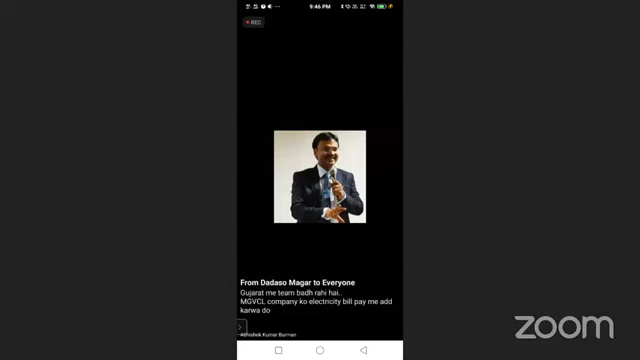 9:46 PM
REC
From Dadaso Magar to Everyone
Gujarat me team badh rahi hai..
MGVCL company ko electricity bill pay me add
karwa do
Abhishek Kumar Burman
zoom